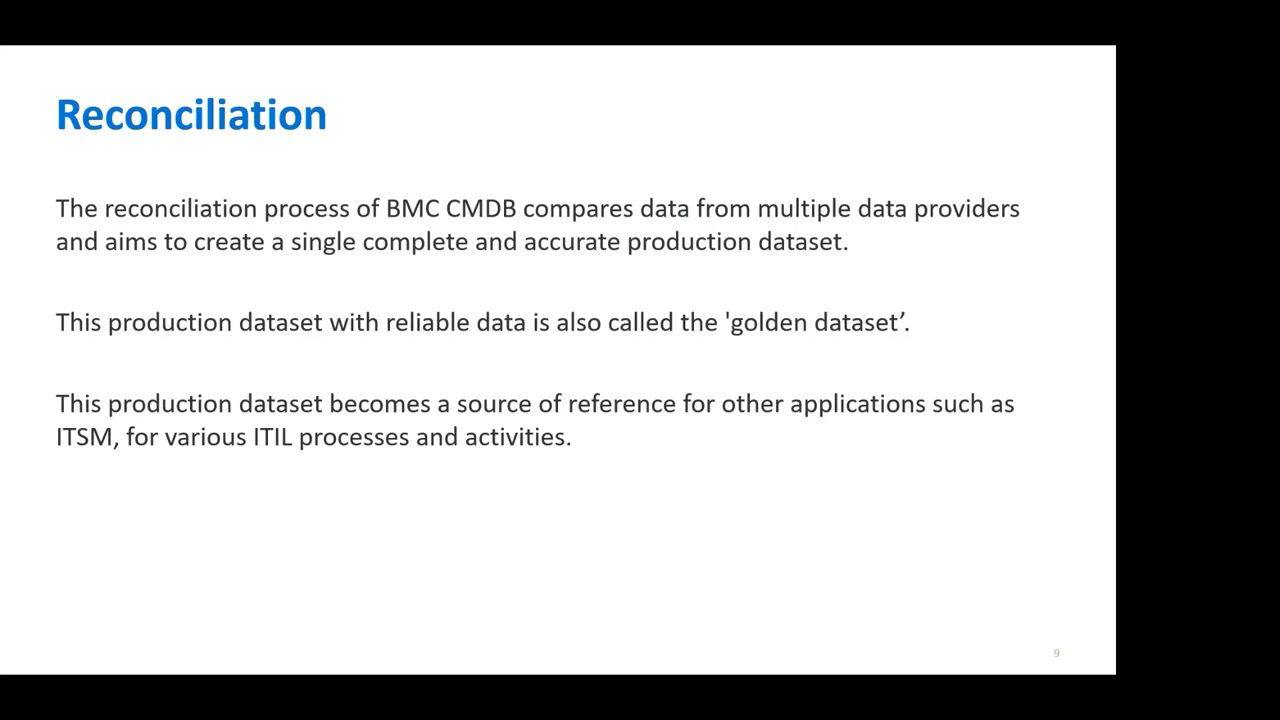 Reconciliation
The reconciliation process of BMC CMDB compares data from multiple data providers
and aims to create a single complete and accurate production dataset.
This production dataset with reliable data is also called the 'golden dataset’.
This production dataset becomes a source of reference for other applications such as
ITSM, for various ITIL processes and activities.
9